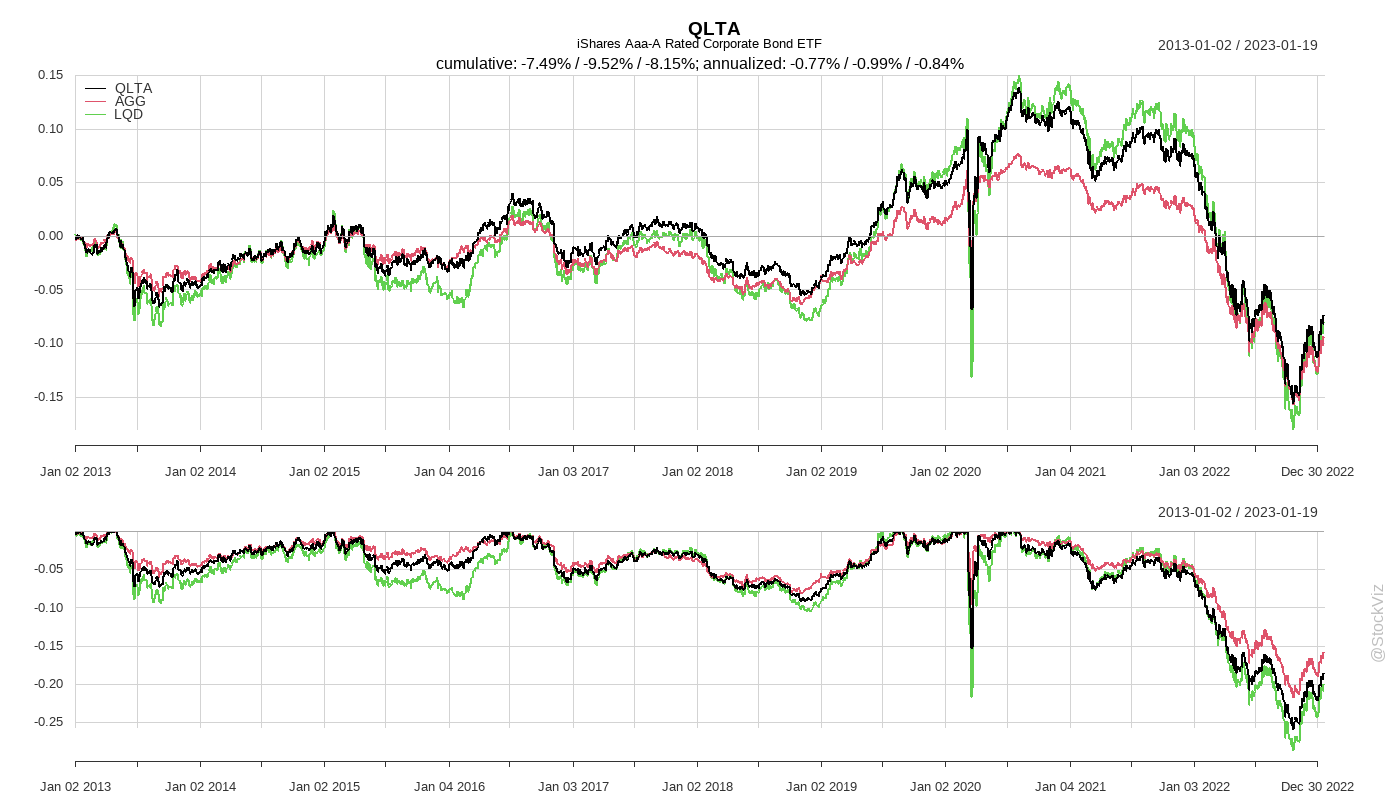 QLTA
iShares Aaa-A Rated Corporate Bond ETF
2013-01-02 / 2023-01-19
cumulative: -7.49% / -9.52% / -8.15%; annualized: -0.77% / -0.99% / -0.84%
0.15
0.10
0.05
0.00
-0.05
-0.10
-0.15
QLTA
AGG
LQD
Jan 02 2013 Jan 02 2014 Jan 02 2015 Jan 04 2016 Jan 03 2017 Jan 02 2018 Jan 02 2019 Jan 02 2020 Jan 04 2021 Jan 03 2022 Dec 30 2022
2013-01-02 / 2023-01-19
-0.05
-0.10
-0.15
-0.20
-0.25
Jan 02 2013 Jan 02 2014 Jan 02 2015 Jan 04 2016 Jan 03 2017 Jan 02 2018 Jan 02 2019 Jan 02 2020 Jan 04 2021 Jan 03 2022 Dec 30 2022
@StockViz